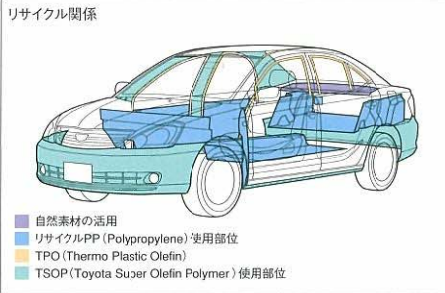 リサイクル関係
自然素材の活用
リサイクルPP(Polypropylene)使用部位
TPO(Thermo Plastic Olefin)
TSOP(Toyota Super Olefin Polymer)使用部位